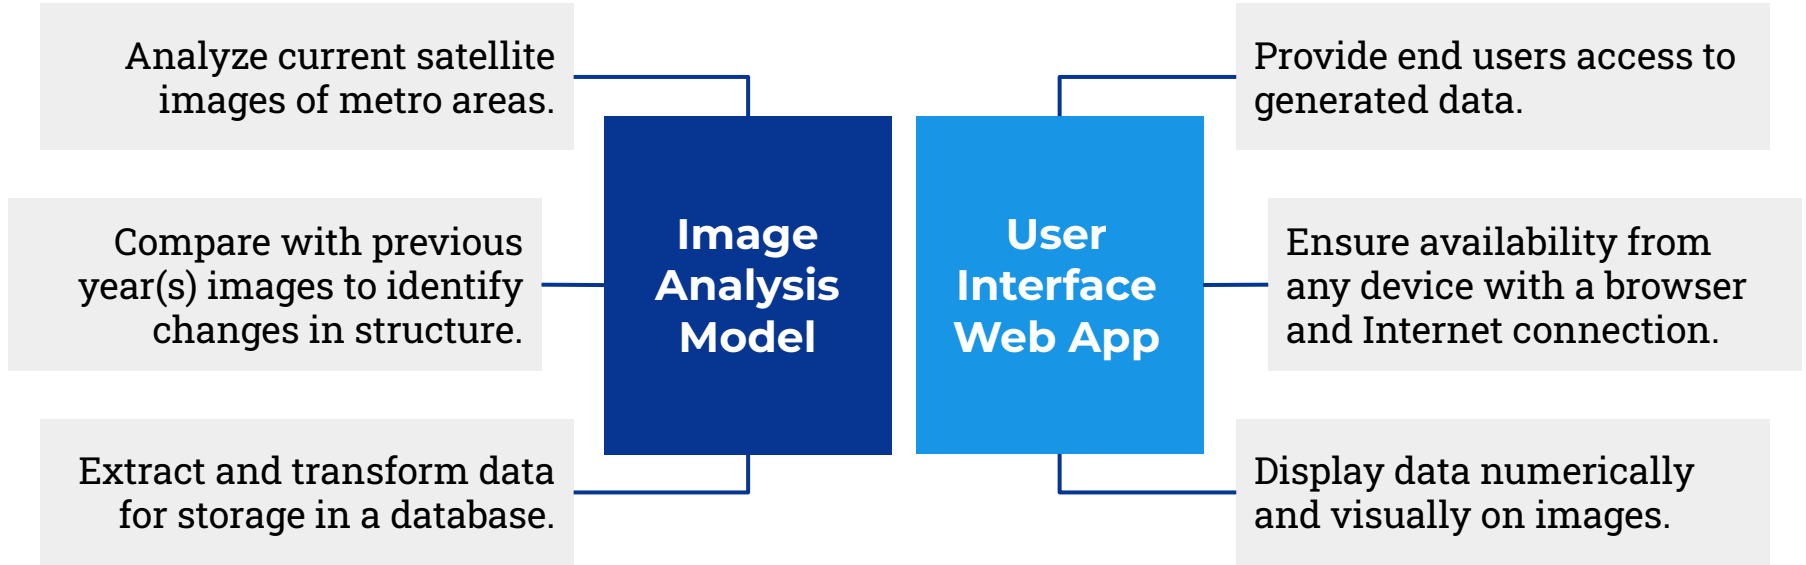 Analyze current satellite
images of metro areas.
Compare with previous
year(s) images to identify
changes in structure.
Extract and transform data
for storage in a database.
Image
Analysis
Model
User
Interface
Web App
Provide end users access to
generated data.
Ensure availability from
any device with a browser
and Internet connection.
Display data numerically
and visually on images.